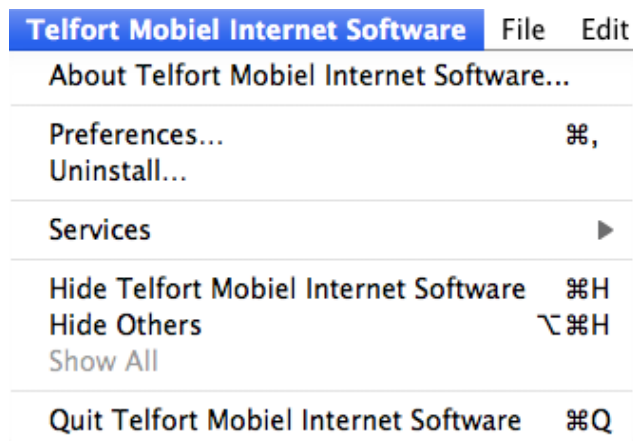 Telfort Mobiel Internet Software File Edit
About Telfort Mobiel Internet Software...
Preferences... ⌘,
Uninstall...
Services ▶
Hide Telfort Mobiel Internet Software ⌘H
Hide Others ⌥⌘H
Show All
Quit Telfort Mobiel Internet Software ⌘Q